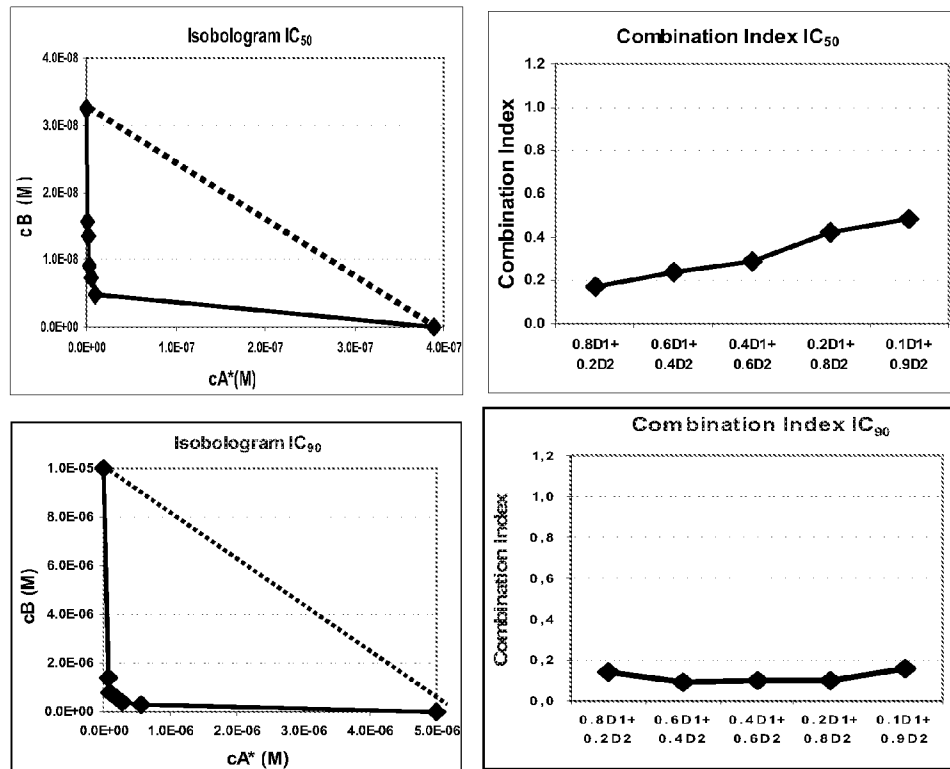 Isobologram IC50
4.0E-08
3.0E-08
2.0E-08
1.0E-08
0.0E+00
cB (M)
0.0E+00 1.0E-07 2.0E-07 3.0E-07 4.0E-07
cA*(M)
Combination Index IC50
1.2
1.0
0.8
0.6
0.4
0.2
0.0
Combination Index
0.8D1+ 0.6D1+ 0.4D1+ 0.2D1+ 0.1D1+
0.2D2 0.4D2 0.6D2 0.8D2 0.9D2
Isobologram IC90
1.0E-05
8.0E-06
6.0E-06
4.0E-06
2.0E-06
0.0E+00
cB (M)
0.0E+00 1.0E-06 2.0E-06 3.0E-06 4.0E-06 5.0E-06
cA* (M)
Combination Index IC90
1,2
1,0
0,8
0,6
0,4
0,2
0,0
Combination Index
0.8D1+ 0.6D1+ 0.4D1+ 0.2D1+ 0.1D1+
0.2D2 0.4D2 0.6D2 0.8D2 0.9D2